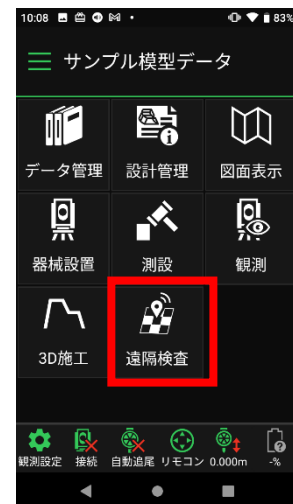 10:08 83%
サンプル模型データ
データ管理 設計管理 図面表示
器械設置 測設 観測
3D施工 遠隔検査
観測設定 接続 自動追尾 リモコン 0.000m -%